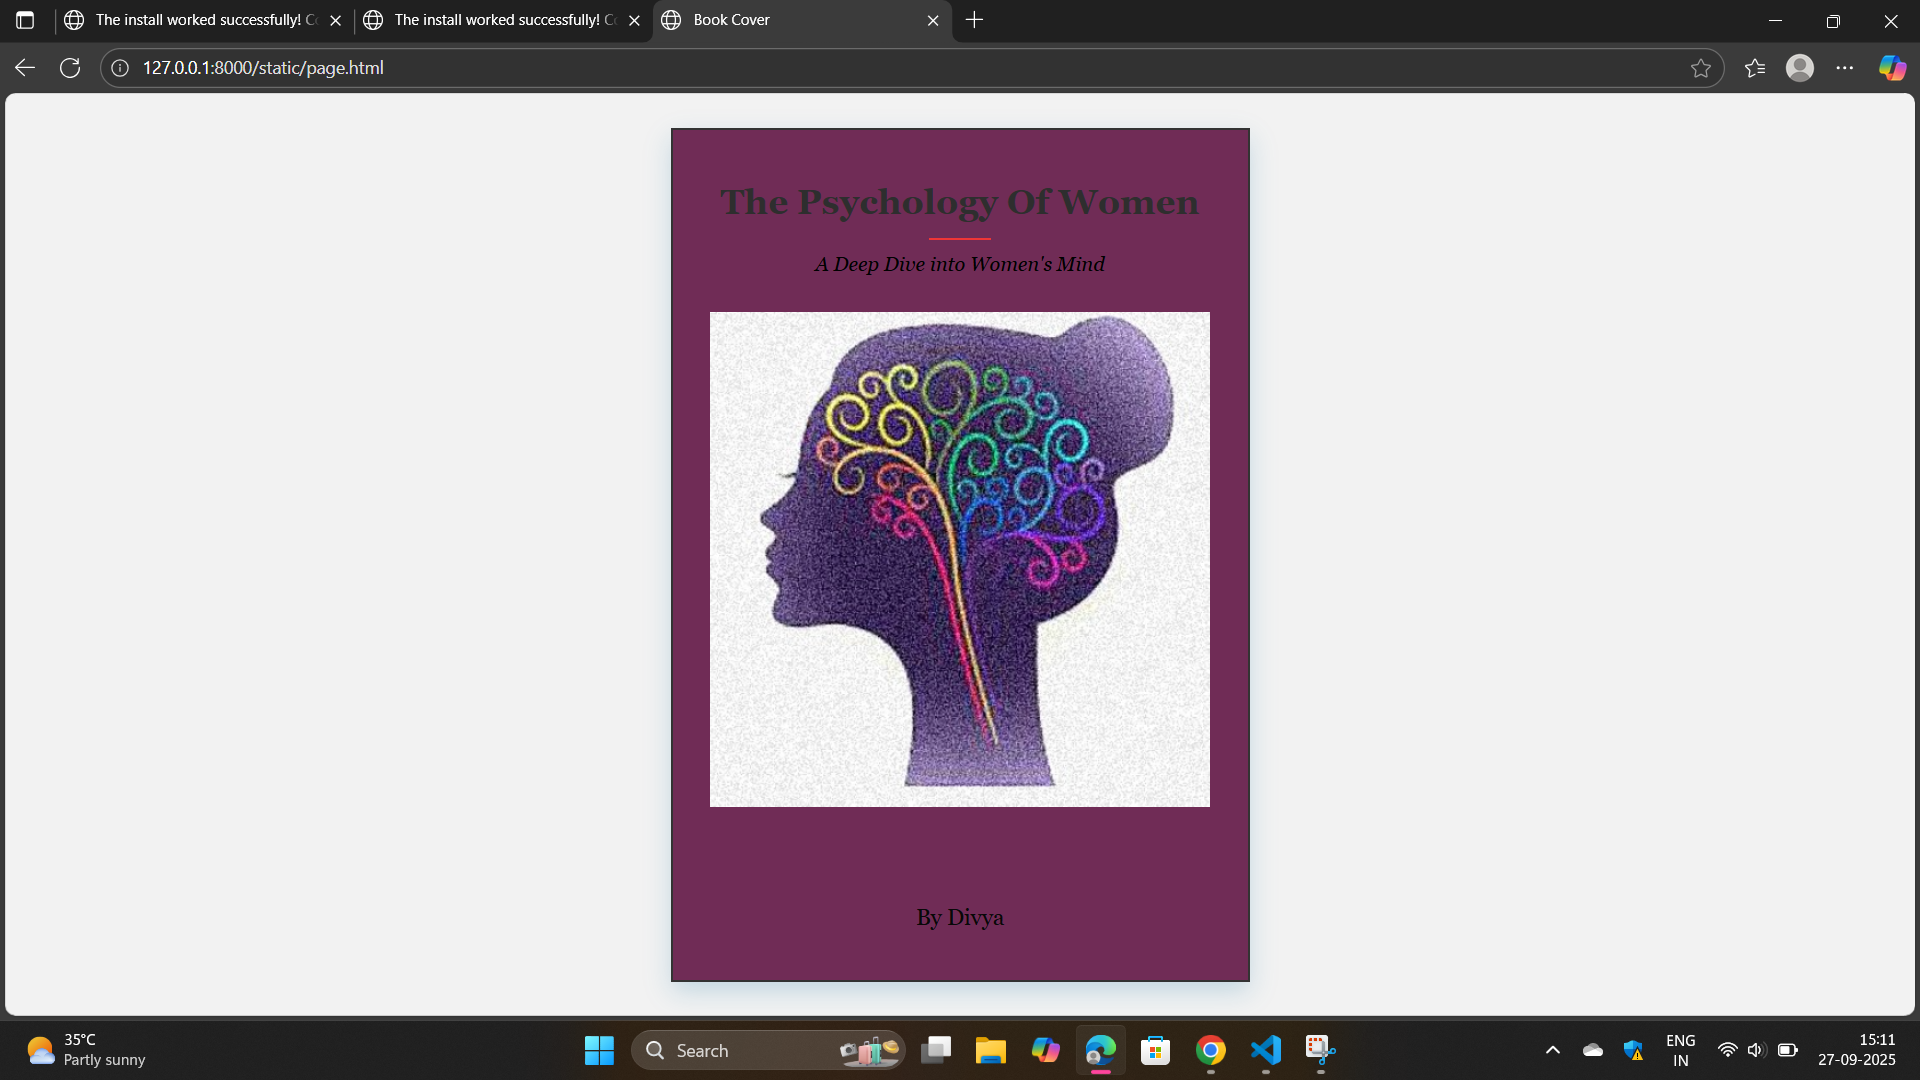 The install worked successfully! Co
The install worked successfully! Co
Book Cover
127.0.0.1:8000/static/page.html
The Psychology Of Women
A Deep Dive into Women's Mind
By Divya
35°C
Partly sunny
Search
ENG
IN
15:11
27-09-2025